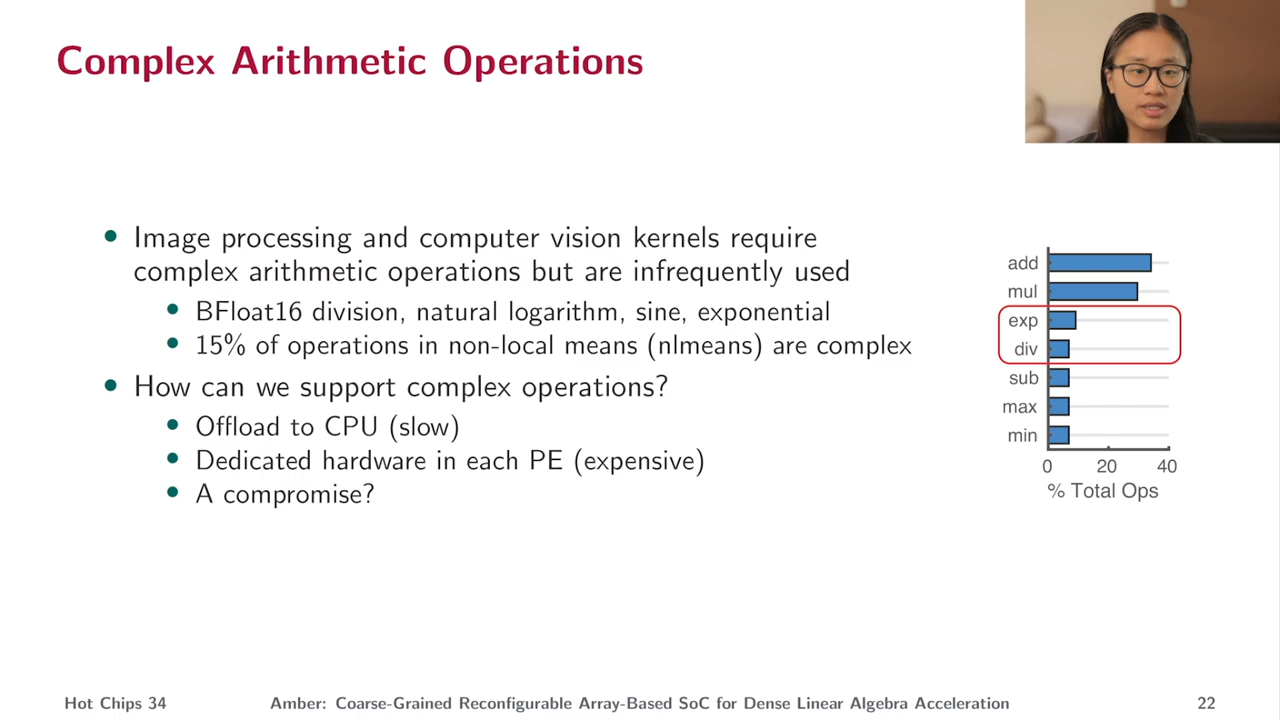 Complex Arithmetic Operations
Image processing and computer vision kernels require
complex arithmetic operations but are infrequently used
BFloat16 division, natural logarithm, sine, exponential
15% of operations in non-local means (nlmeans) are complex
How can we support complex operations?
Offload to CPU (slow)
Dedicated hardware in each PE (expensive)
A compromise?
add
mul
exp
div
sub
max
min
0 20 40
% Total Ops
Hot Chips 34 Amber: Coarse-Grained Reconfigurable Array-Based SoC for Dense Linear Algebra Acceleration 22